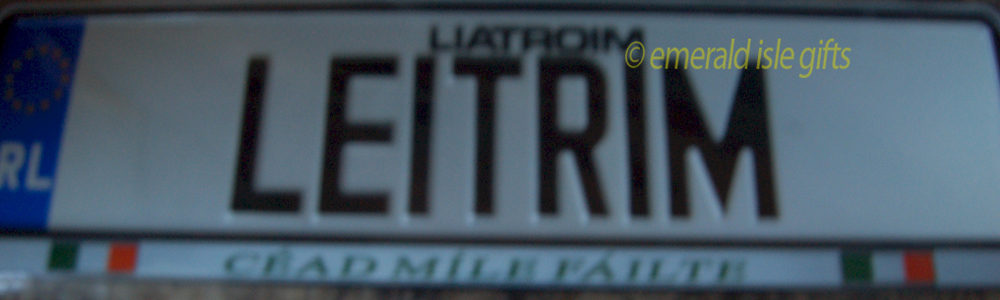 LIATROIM
© emerald isle gifts
LEITRIM
RL
CÉAD MÍLE FÁILTE